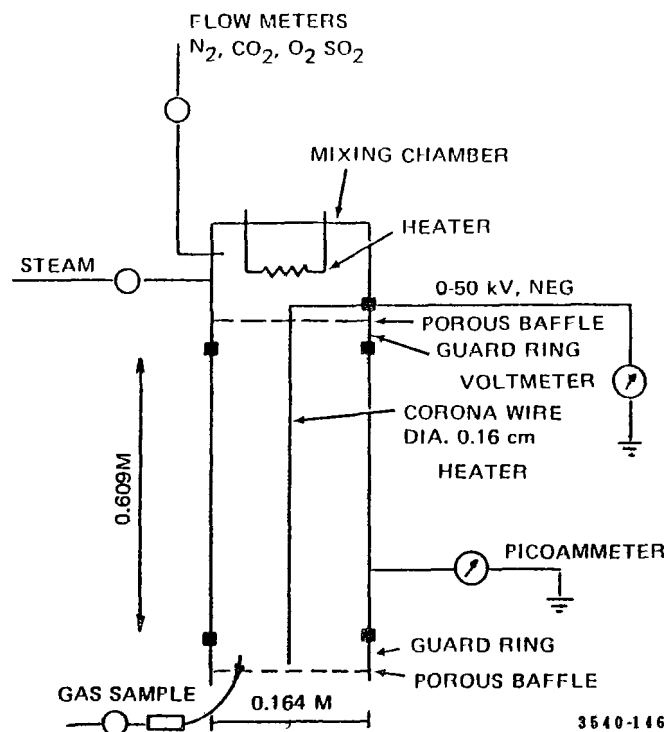 FLOW METERS
N2, CO2, O2 SO2
MIXING CHAMBER
HEATER
STEAM
0-50 kV, NEG
POROUS BAFFLE
GUARD RING
VOLTMETER
CORONA WIRE
DIA. 0.16 cm
HEATER
0.609M
PICOAMMETER
GUARD RING
POROUS BAFFLE
GAS SAMPLE
0.164 M
3540-146